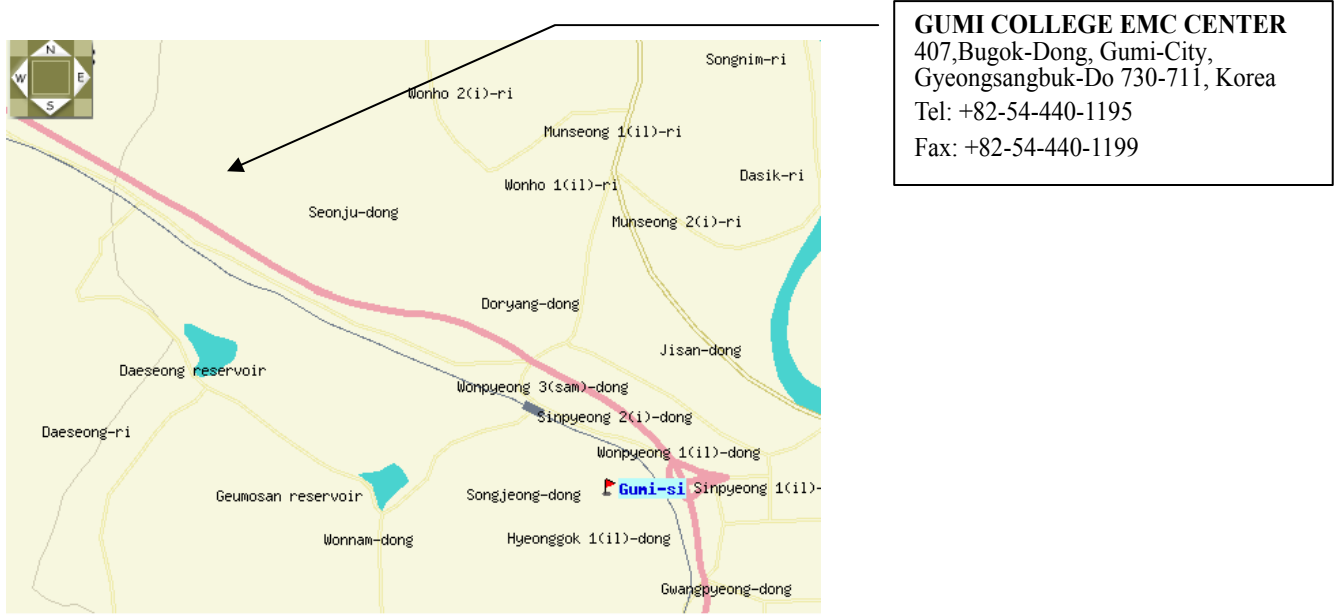 GUMI COLLEGE EMC CENTER
407,Bugok-Dong, Gumi-City,
Gyeongsangbuk-Do 730-711, Korea
Tel: +82-54-440-1195
Fax: +82-54-440-1199
N
W
E
S
Songnim-ri
Wonho 2(i)-ri
Munseong 1(il)-ri
Dasik-ri
Wonho 1(il)-ri
Seonju-dong
Munseong 2(i)-ri
Doryang-dong
Jisan-dong
Daeseong reservoir
Wonpyeong 3(sam)-dong
Sinpyeong 2(i)-dong
Daeseong-ri
Wonpyeong 1(il)-dong
Geumosan reservoir
Songjeong-dong
Gumi-si
Sinpyeong 1(il)-
Wonnam-dong
Hyeonggok 1(il)-dong
Gwangpyeong-dong